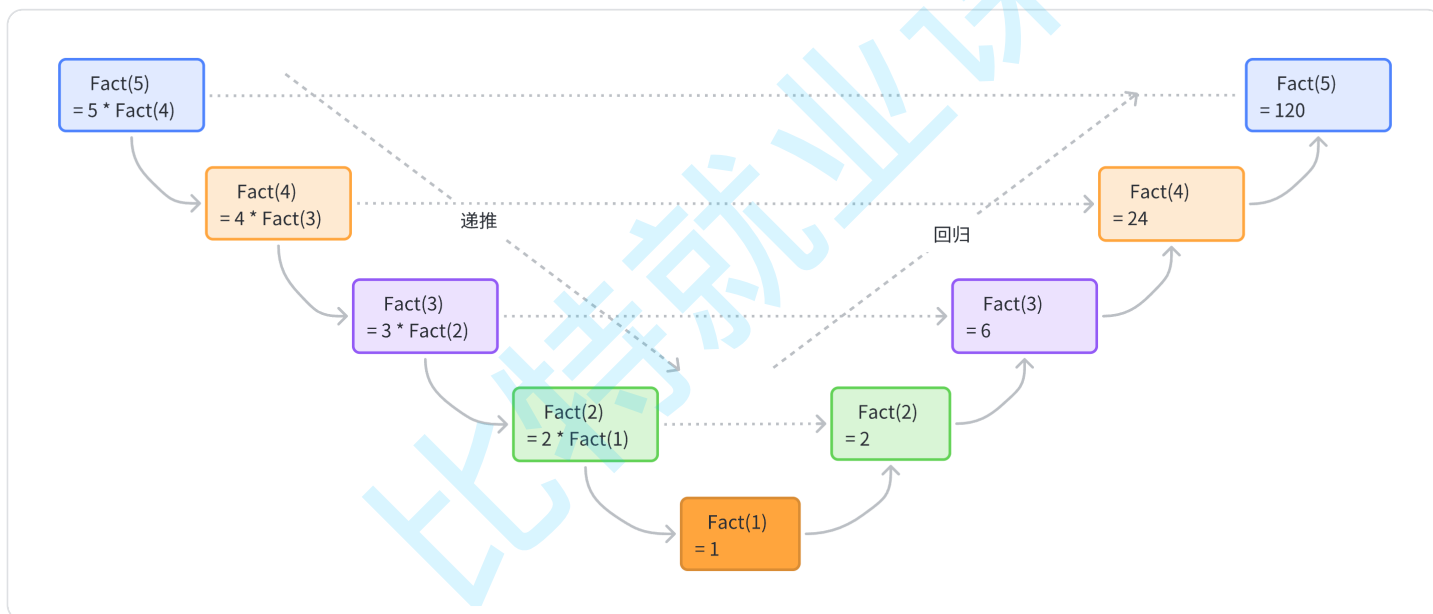 Fact(5)
= 5 * Fact(4)
Fact(5)
= 120
Fact(4)
= 4 * Fact(3)
Fact(4)
= 24
递推
回归
Fact(3)
= 3 * Fact(2)
Fact(3)
= 6
Fact(2)
= 2 * Fact(1)
Fact(2)
= 2
Fact(1)
= 1
比特就业课